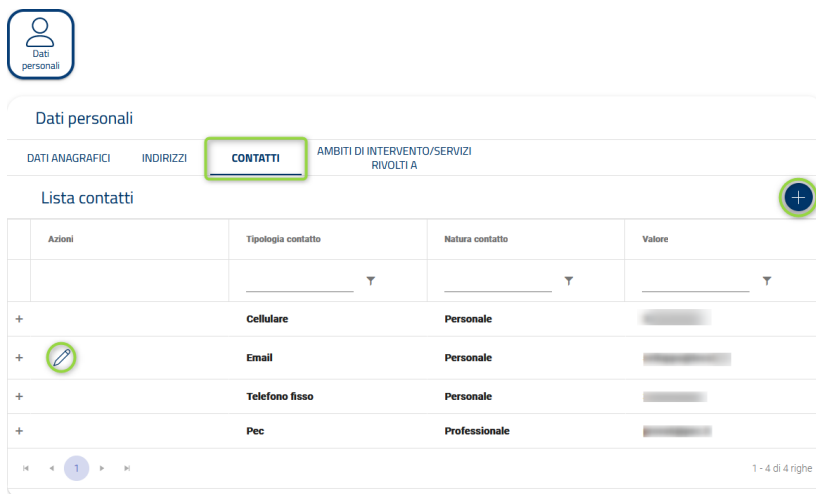 Dati
personali
Dati personali
DATI ANAGRAFICI INDIRIZZI CONTATTI AMBITI DI INTERVENTO/SERVIZI
RIVOLTI A
Lista contatti
Azioni Tipologia contatto Natura contatto Valore
+ Cellulare Personale
+ Email Personale
+ Telefono fisso Personale
+ Pec Professionale
1 1 - 4 di 4 righe